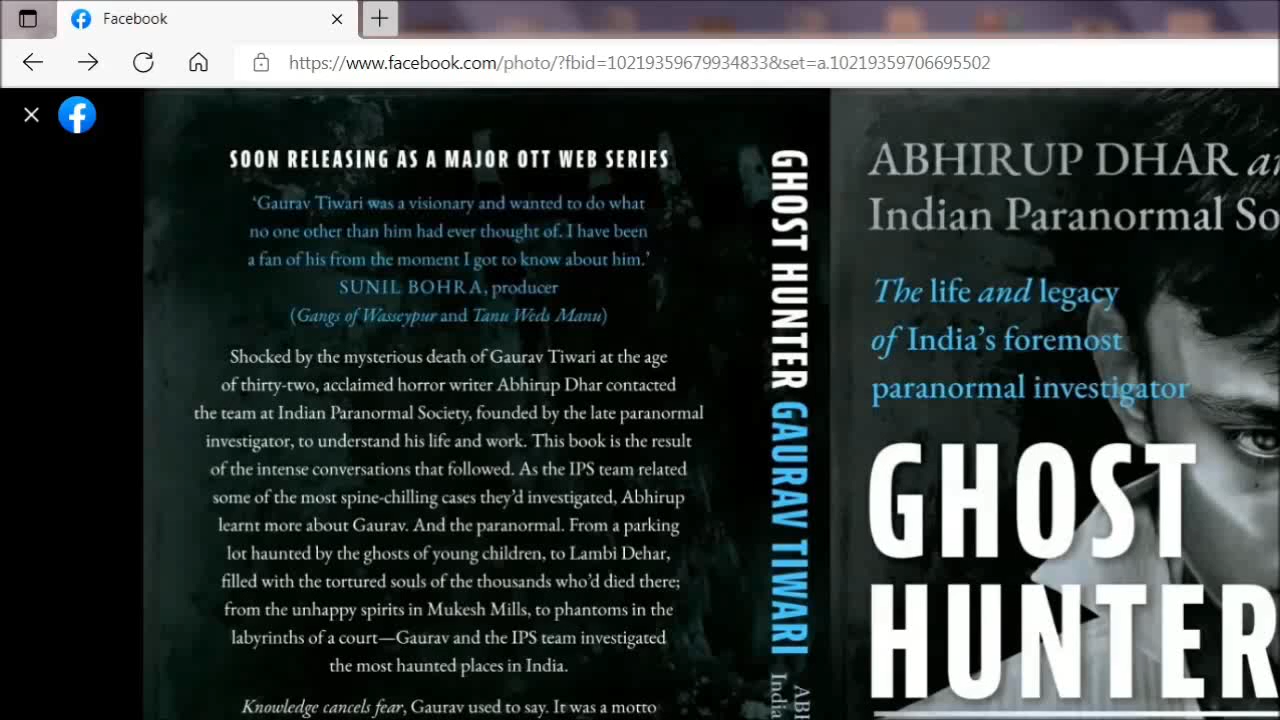 Facebook
https://www.facebook.com/photo/?fbid=10219359679934833&set=a.10219359706695502
SOON RELEASING AS A MAJOR OTT WEB SERIES
‘Gaurav Tiwari was a visionary and wanted to do what
no one other than him had ever thought of. I have been
a fan of his from the moment I got to know about him.’
SUNIL BOHRA, producer
(Gangs of Wasseypur and Tanu Weds Manu)
Shocked by the mysterious death of Gaurav Tiwari at the age
of thirty-two, acclaimed horror writer Abhirup Dhar contacted
the team at Indian Paranormal Society, founded by the late paranormal
investigator, to understand his life and work. This book is the result
of the intense conversations that followed. As the IPS team related
some of the most spine-chilling cases they’d investigated, Abhirup
learnt more about Gaurav. And the paranormal. From a parking
lot haunted by the ghosts of young children, to Lambi Dehar,
filled with the tortured souls of the thousands who’d died there;
from the unhappy spirits in Mukesh Mills, to phantoms in the
labyrinths of a court—Gaurav and the IPS team investigated
the most haunted places in India.
Knowledge cancels fear, Gaurav used to say. It was a motto
GHOST HUNTER GAURAV TIWARI
ABHIRUP DHAR
Indian Paranormal
The life and legacy
of India’s foremost
paranormal investigator
GHOST
HUNTER